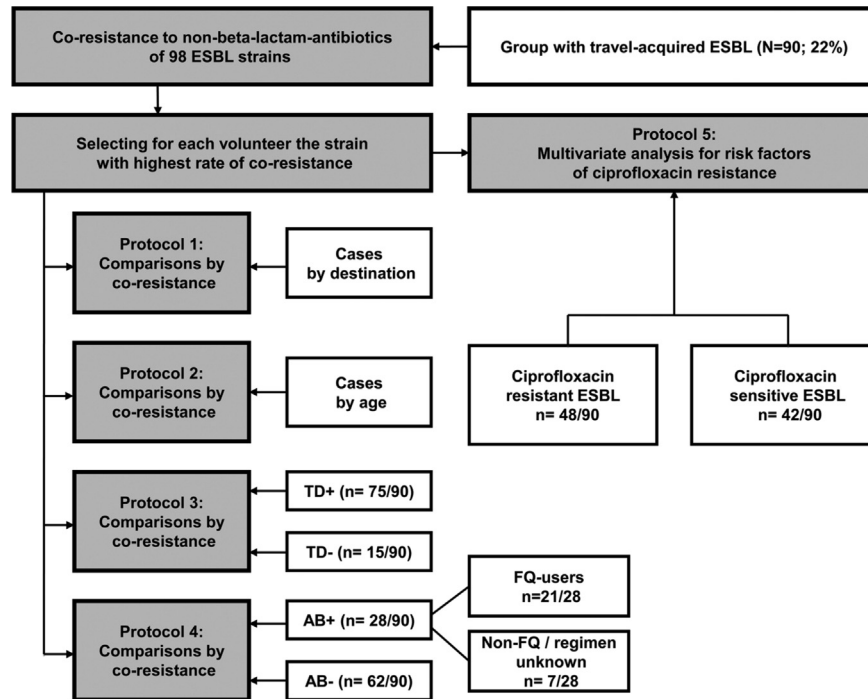 Co-resistance to non-beta-lactam-antibiotics
of 98 ESBL strains
Group with travel-acquired ESBL (N=90; 22%)
Selecting for each volunteer the strain
with highest rate of co-resistance
Protocol 5:
Multivariate analysis for risk factors
of ciprofloxacin resistance
Protocol 1:
Comparisons by
co-resistance
Cases
by destination
Protocol 2:
Comparisons by
co-resistance
Cases
by age
Ciprofloxacin
resistant ESBL
n= 48/90
Ciprofloxacin
sensitive ESBL
n= 42/90
Protocol 3:
Comparisons by
co-resistance
TD+ (n= 75/90)
TD- (n= 15/90)
Protocol 4:
Comparisons by
co-resistance
AB+ (n= 28/90)
AB- (n= 62/90)
FQ-users
n=21/28
Non-FQ / regimen
unknown
n= 7/28